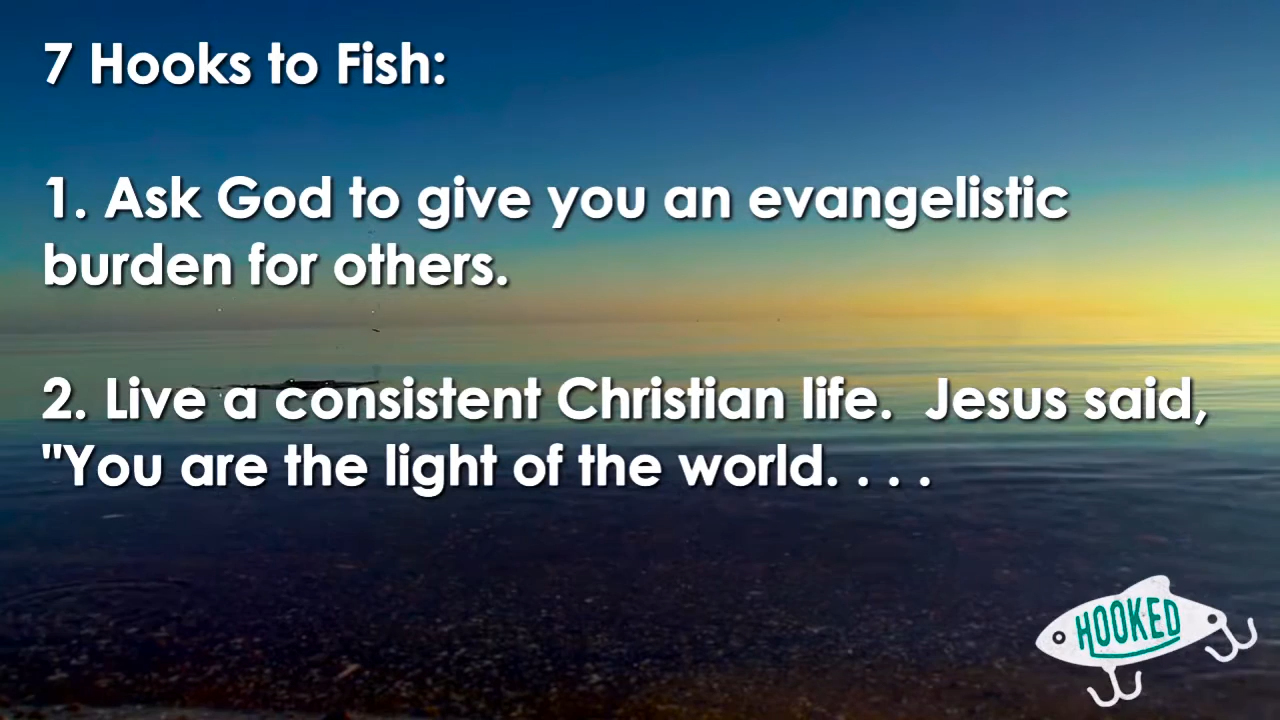 7 Hooks to Fish:
1. Ask God to give you an evangelistic
burden for others.
2. Live a consistent Christian life.  Jesus said,
"You are the light of the world. . . .
HOOKED